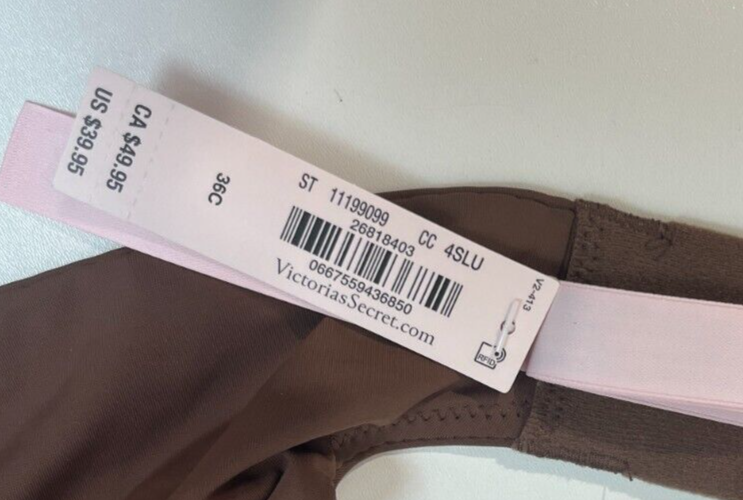 US $39.95
CA $49.95
36C
ST 11199099 CC 4SLU
26818403
0667559436850
VictoriasSecret.com
V2-413
RFID